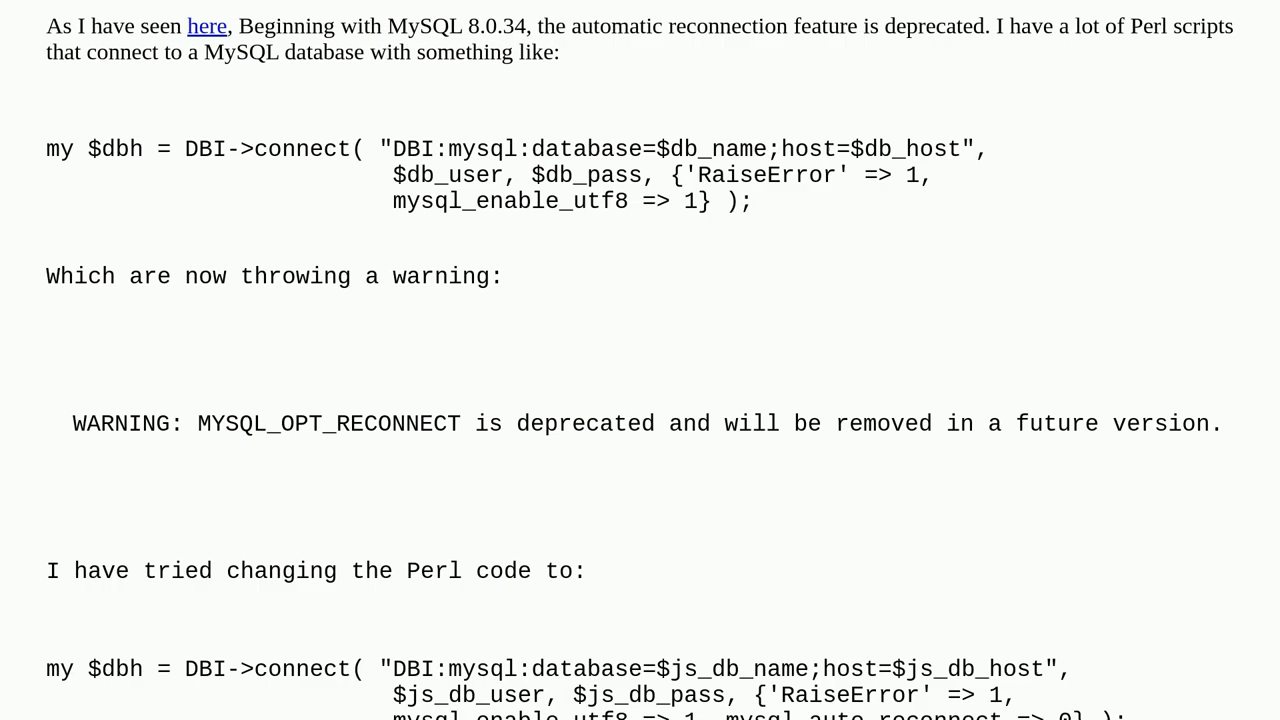 As I have seen here, Beginning with MySQL 8.0.34, the automatic reconnection feature is deprecated. I have a lot of Perl scripts
that connect to a MySQL database with something like:
my $dbh = DBI->connect( "DBI:mysql:database=$db_name;host=$db_host",
$db_user, $db_pass, {'RaiseError' => 1,
mysql_enable_utf8 => 1} );
Which are now throwing a warning:
WARNING: MYSQL_OPT_RECONNECT is deprecated and will be removed in a future version.
I have tried changing the Perl code to:
my $dbh = DBI->connect( "DBI:mysql:database=$js_db_name;host=$js_db_host",
$js_db_user, $js_db_pass, {'RaiseError' => 1,
mysql_enable_utf8 => 1, mysql_auto_reconnect => 0} );